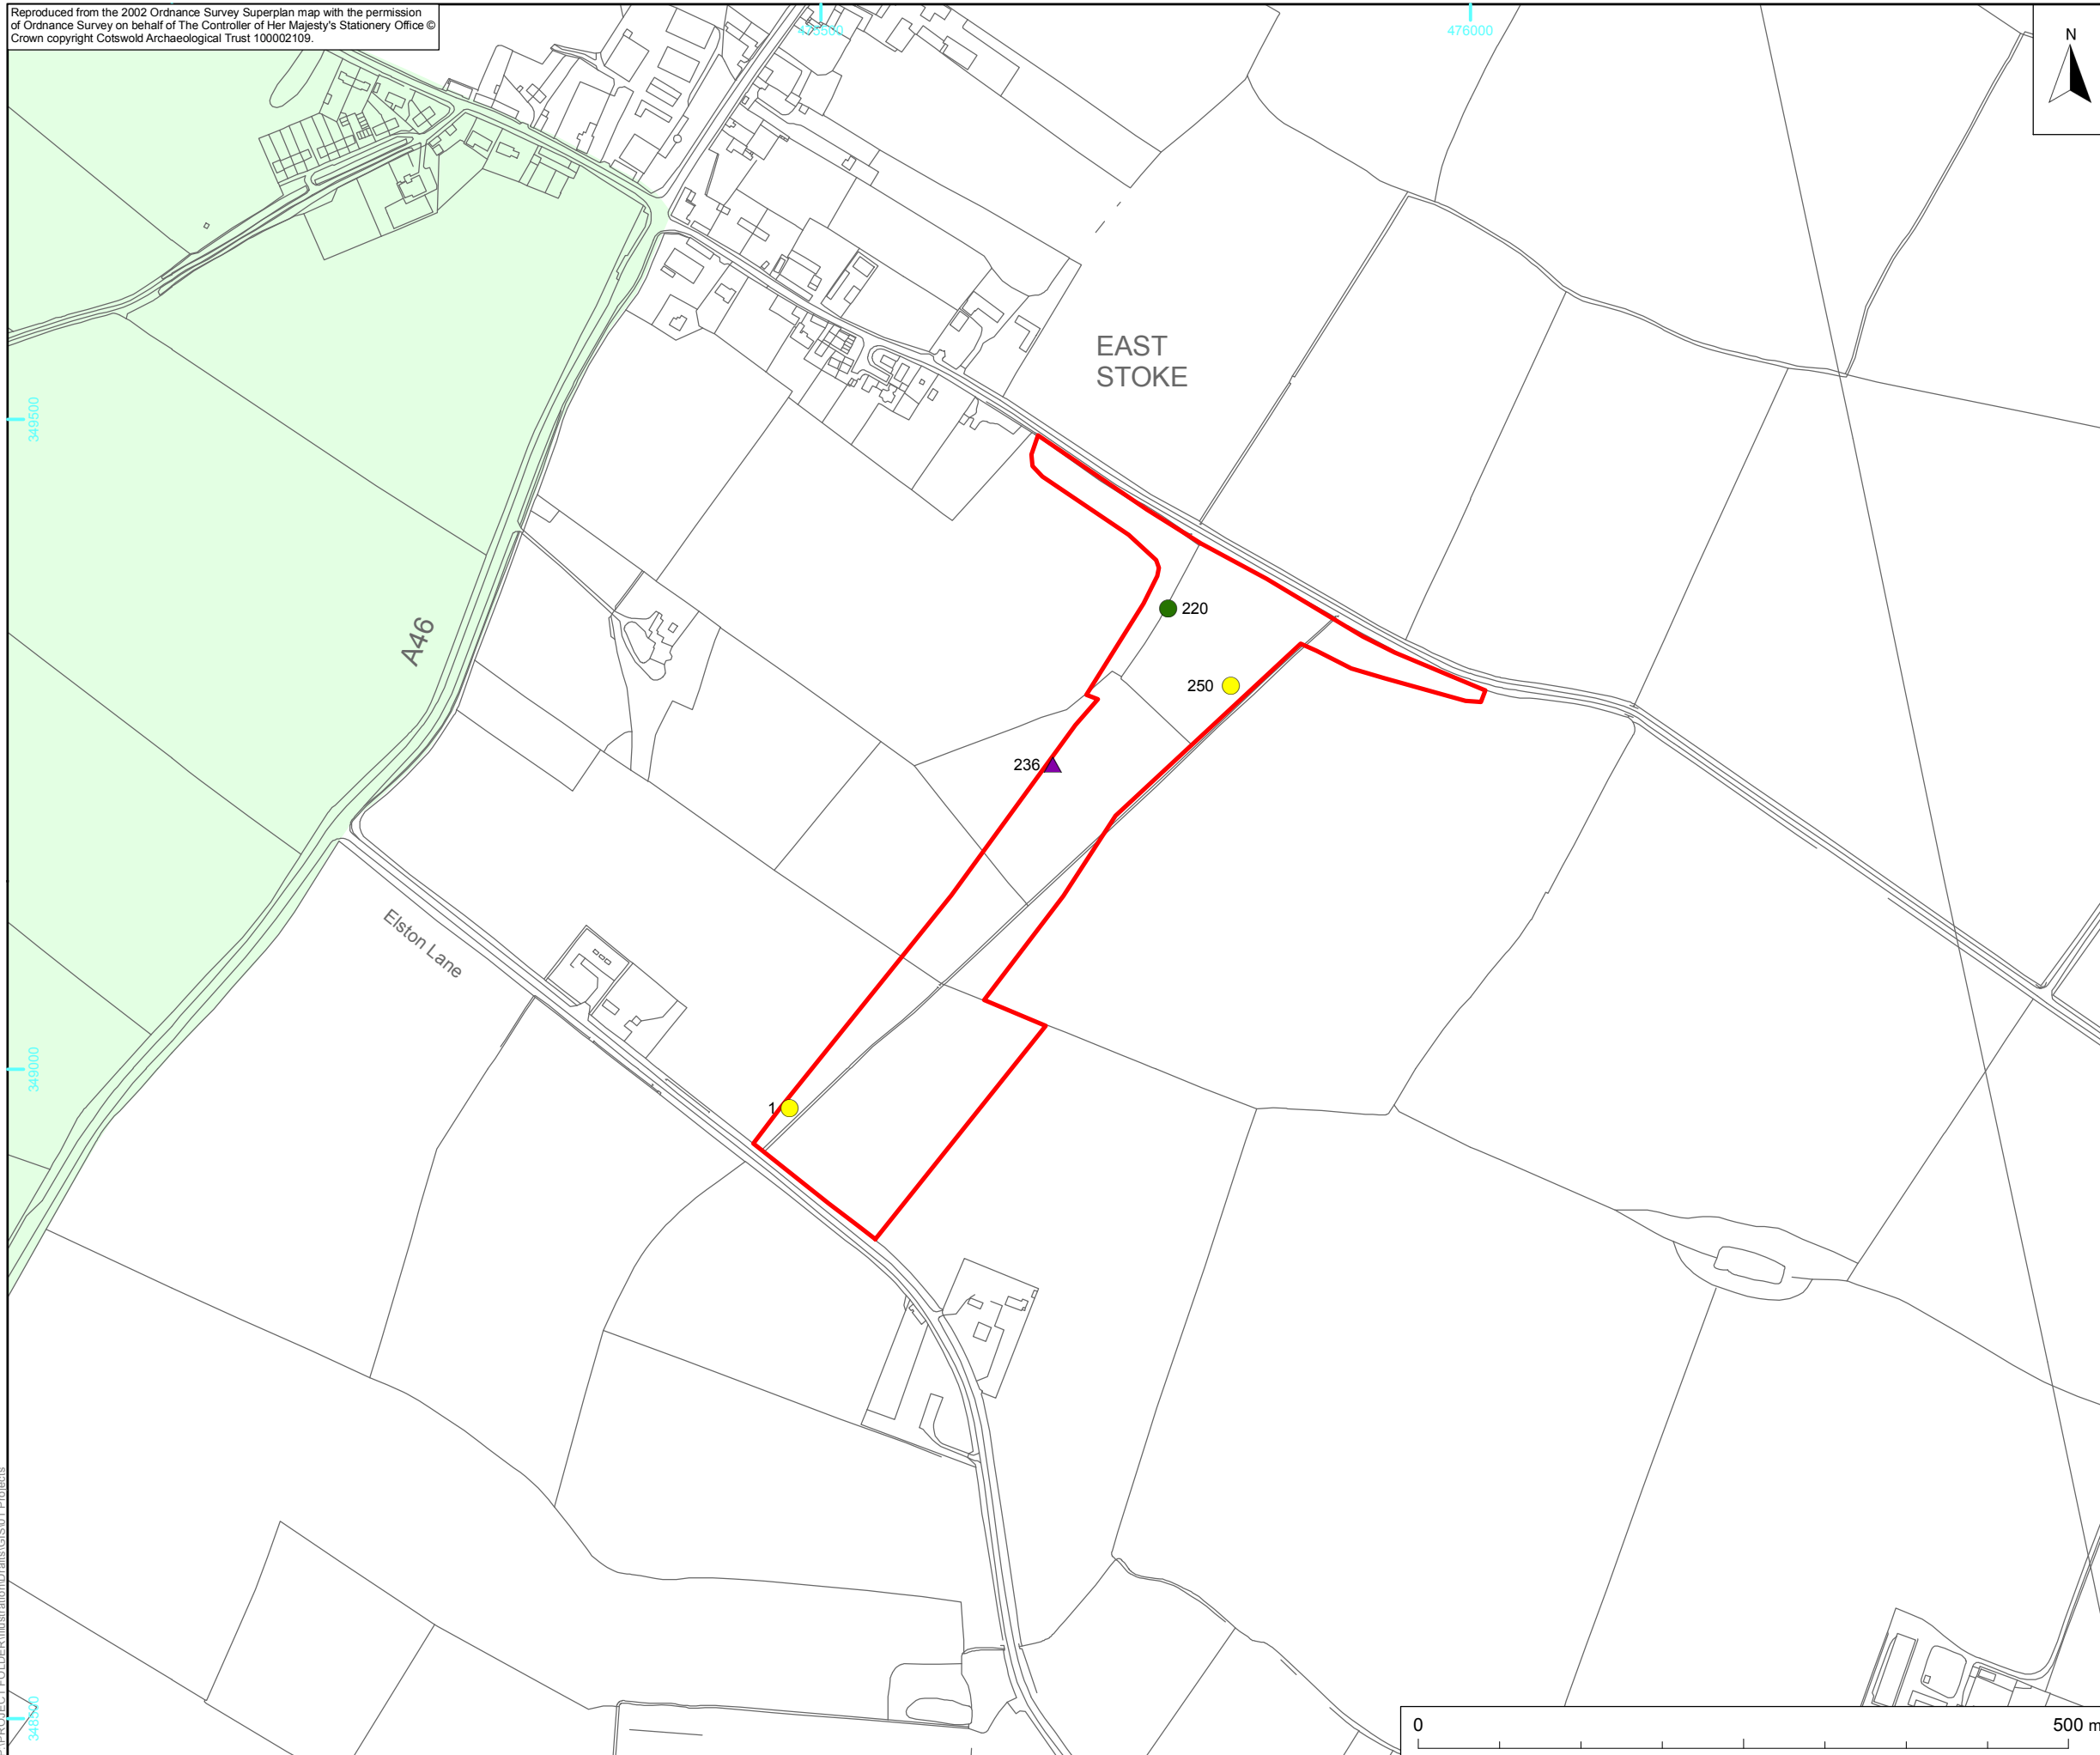 Reproduced from the 2002 Ordnance Survey Superplan map with the permission
of Ordnance Survey on behalf of The Controller of Her Majesty's Stationery Office ©
Crown copyright Cotswold Archaeological Trust 100002109.
475500
476000
N
EAST
STOKE
349500
A46
220
250
236
Elston Lane
349000
1
348500
0
500 m